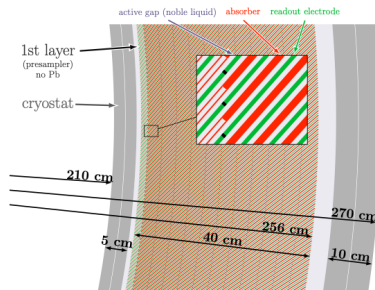 active gap (noble liquid)
absorber
readout electrode
1st layer
(presampler)
no Pb
cryostat
210 cm
270 cm
256 cm
40 cm
5 cm
10 cm